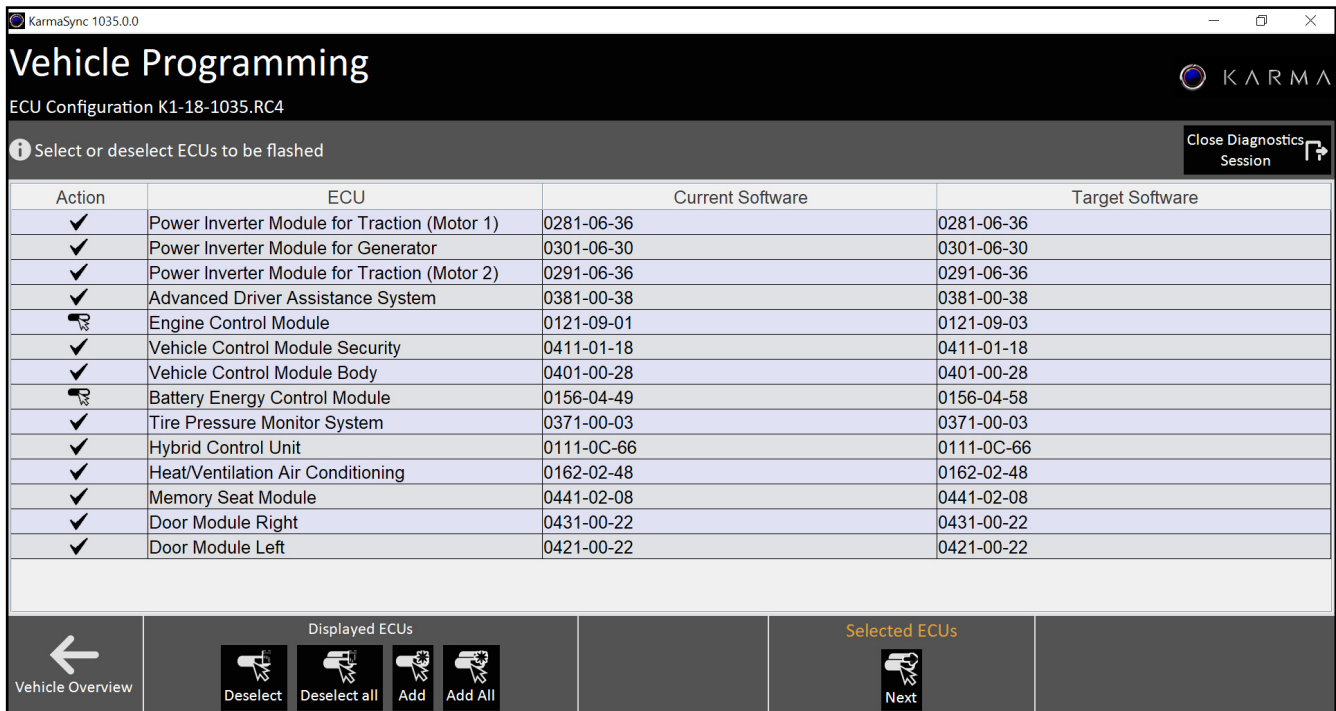 KarmaSync 1035.0.0
Vehicle Programming
KARMA
ECU Configuration K1-18-1035.RC4
Select or deselect ECUs to be flashed
Close Diagnostics
Session
Action ECU Current Software Target Software
Power Inverter Module for Traction (Motor 1) 0281-06-36 0281-06-36
Power Inverter Module for Generator 0301-06-30 0301-06-30
Power Inverter Module for Traction (Motor 2) 0291-06-36 0291-06-36
Advanced Driver Assistance System 0381-00-38 0381-00-38
Engine Control Module 0121-09-01 0121-09-03
Vehicle Control Module Security 0411-01-18 0411-01-18
Vehicle Control Module Body 0401-00-28 0401-00-28
Battery Energy Control Module 0156-04-49 0156-04-58
Tire Pressure Monitor System 0371-00-03 0371-00-03
Hybrid Control Unit 0111-0C-66 0111-0C-66
Heat/Ventilation Air Conditioning 0162-02-48 0162-02-48
Memory Seat Module 0441-02-08 0441-02-08
Door Module Right 0431-00-22 0431-00-22
Door Module Left 0421-00-22 0421-00-22
Vehicle Overview
Displayed ECUs
Deselect Deselect all Add Add All
Selected ECUs
Next